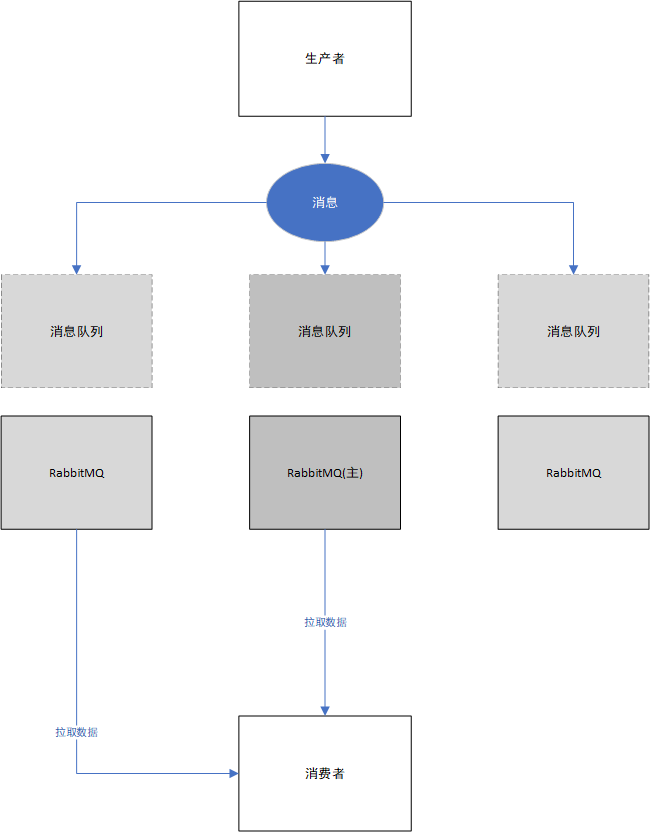 生产者
消息
消息队列
消息队列
消息队列
RabbitMQ
RabbitMQ(主)
RabbitMQ
拉取数据
拉取数据
消费者